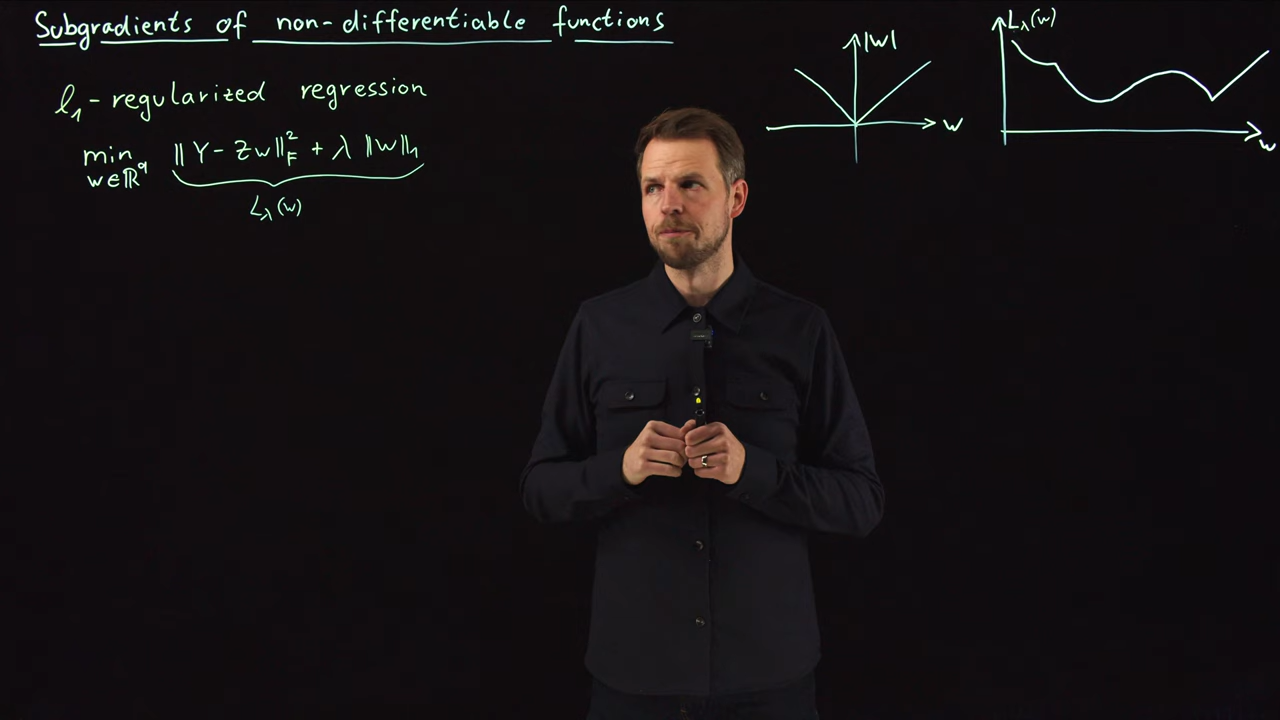 Subgradients of non-differentiable functions
ℓ₁-regularized regression
min ‖Y - Zw‖²_F + λ ‖w‖₁
w∈ℝ^q
L_λ(w)
|w|
w
L_λ(w)
w